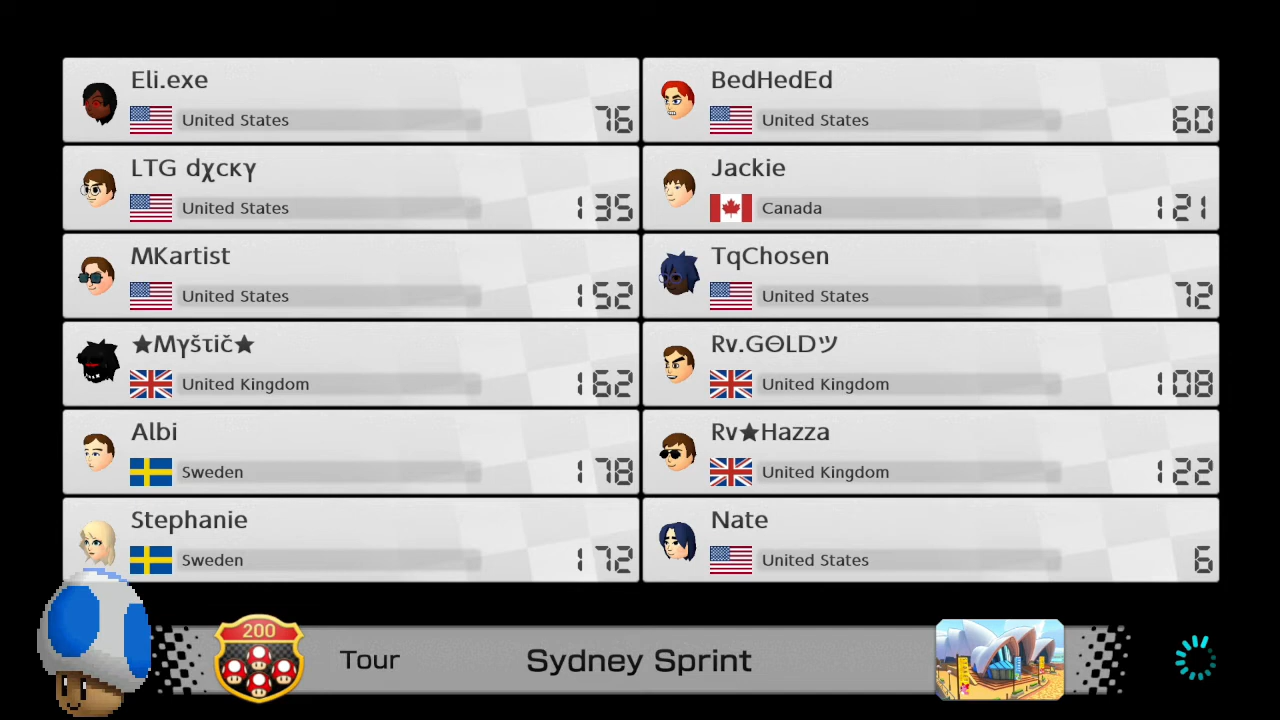 Eli.exe
United States
76
BedHedEd
United States
60
LTG dχcκγ
United States
135
Jackie
Canada
121
MKartist
United States
152
TqChosen
United States
72
★Mγštič★
United Kingdom
162
Rv.GΘLDツ
United Kingdom
108
Albi
Sweden
178
Rv★Hazza
United Kingdom
122
Stephanie
Sweden
172
Nate
United States
6
200
Tour
Sydney Sprint